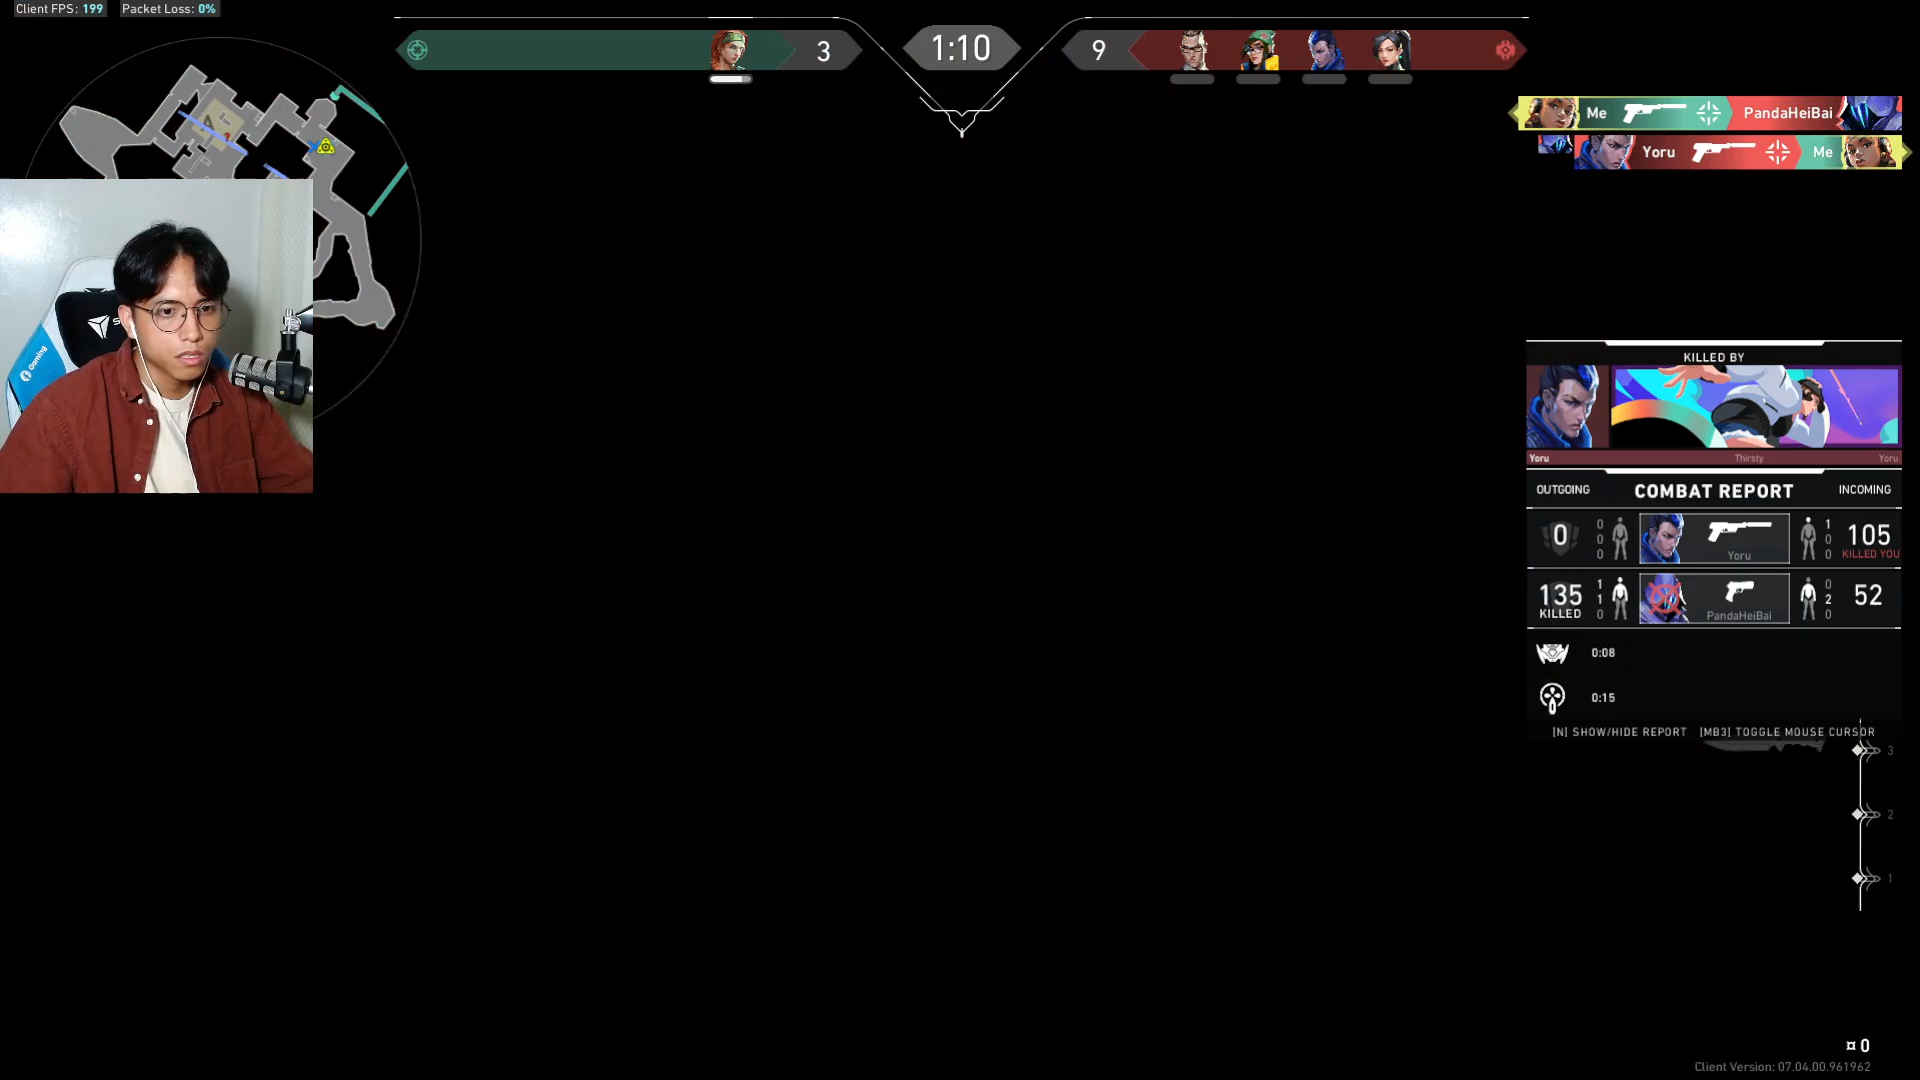 Client FPS: 199 Packet Loss: 0%
3
1:10
9
Me PandaHeiBai
Yoru Me
A
Gaming
KILLED BY
Yoru Thirsty Yoru
OUTGOING COMBAT REPORT INCOMING
0 0 0 0 Yoru 1 0 0 105 KILLED YOU
135 KILLED 1 1 0 PandaHeiBai 0 2 0 52
0:08
0:15
[N] SHOW/HIDE REPORT [MB3] TOGGLE MOUSE CURSOR
3
2
1
¤ 0
Client Version: 07.04.00.961962